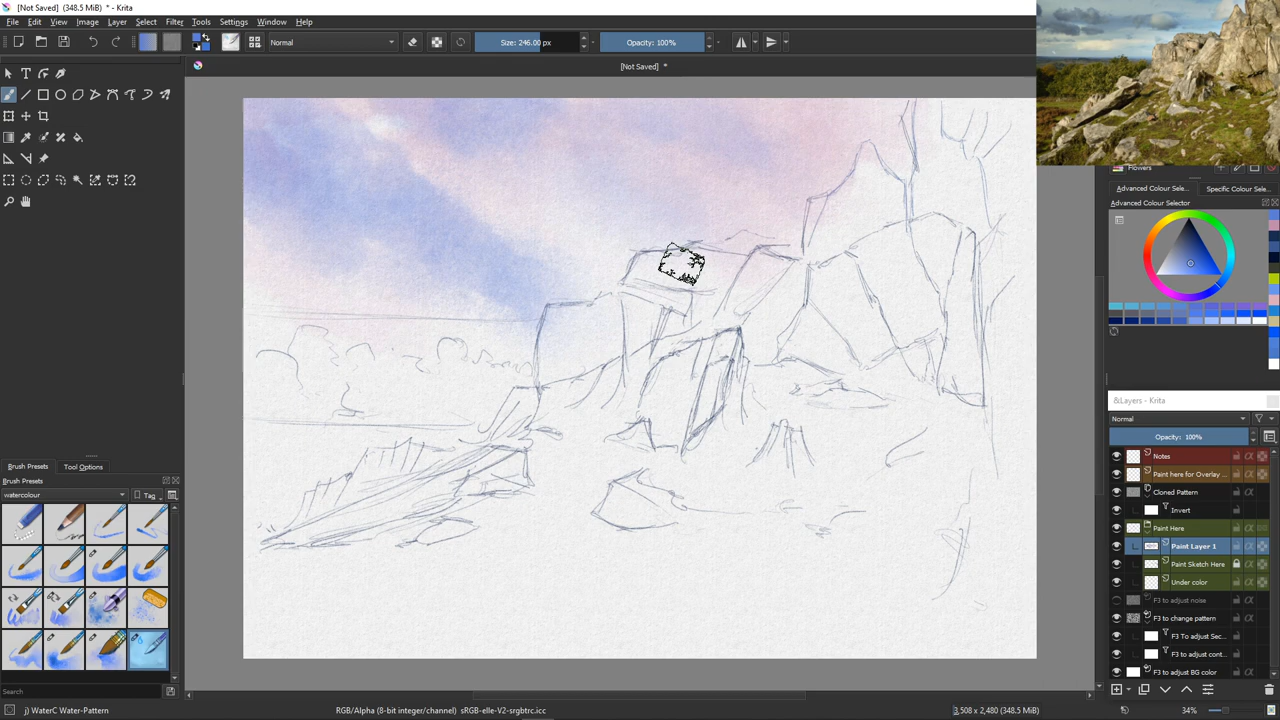 [Not Saved] (348.5 MiB) * - Krita
File Edit View Image Layer Select Filter Tools Settings Window Help
Normal
Size: 246.00 px
Opacity: 100%
[Not Saved] *
Flowers
Advanced Colour Sele...
Specific Colour Sele...
Advanced Colour Selector
&Layers - Krita
Normal
Opacity: 100%
Notes
Paint here for Overlay ...
Cloned Pattern
Invert
Paint Here
Paint Layer 1
Paint Sketch Here
Under color
F3 to adjust noise
F3 to change pattern
F3 To adjust Sec...
F3 to adjust cont...
F3 to adjust BG color
Brush Presets
Tool Options
Brush Presets
watercolour
Tag
Search
j) WaterC Water-Pattern
RGB/Alpha (8-bit integer/channel) sRGB-elle-V2-srgbtrc.icc
3,508 x 2,480 (348.5 MiB)
34%